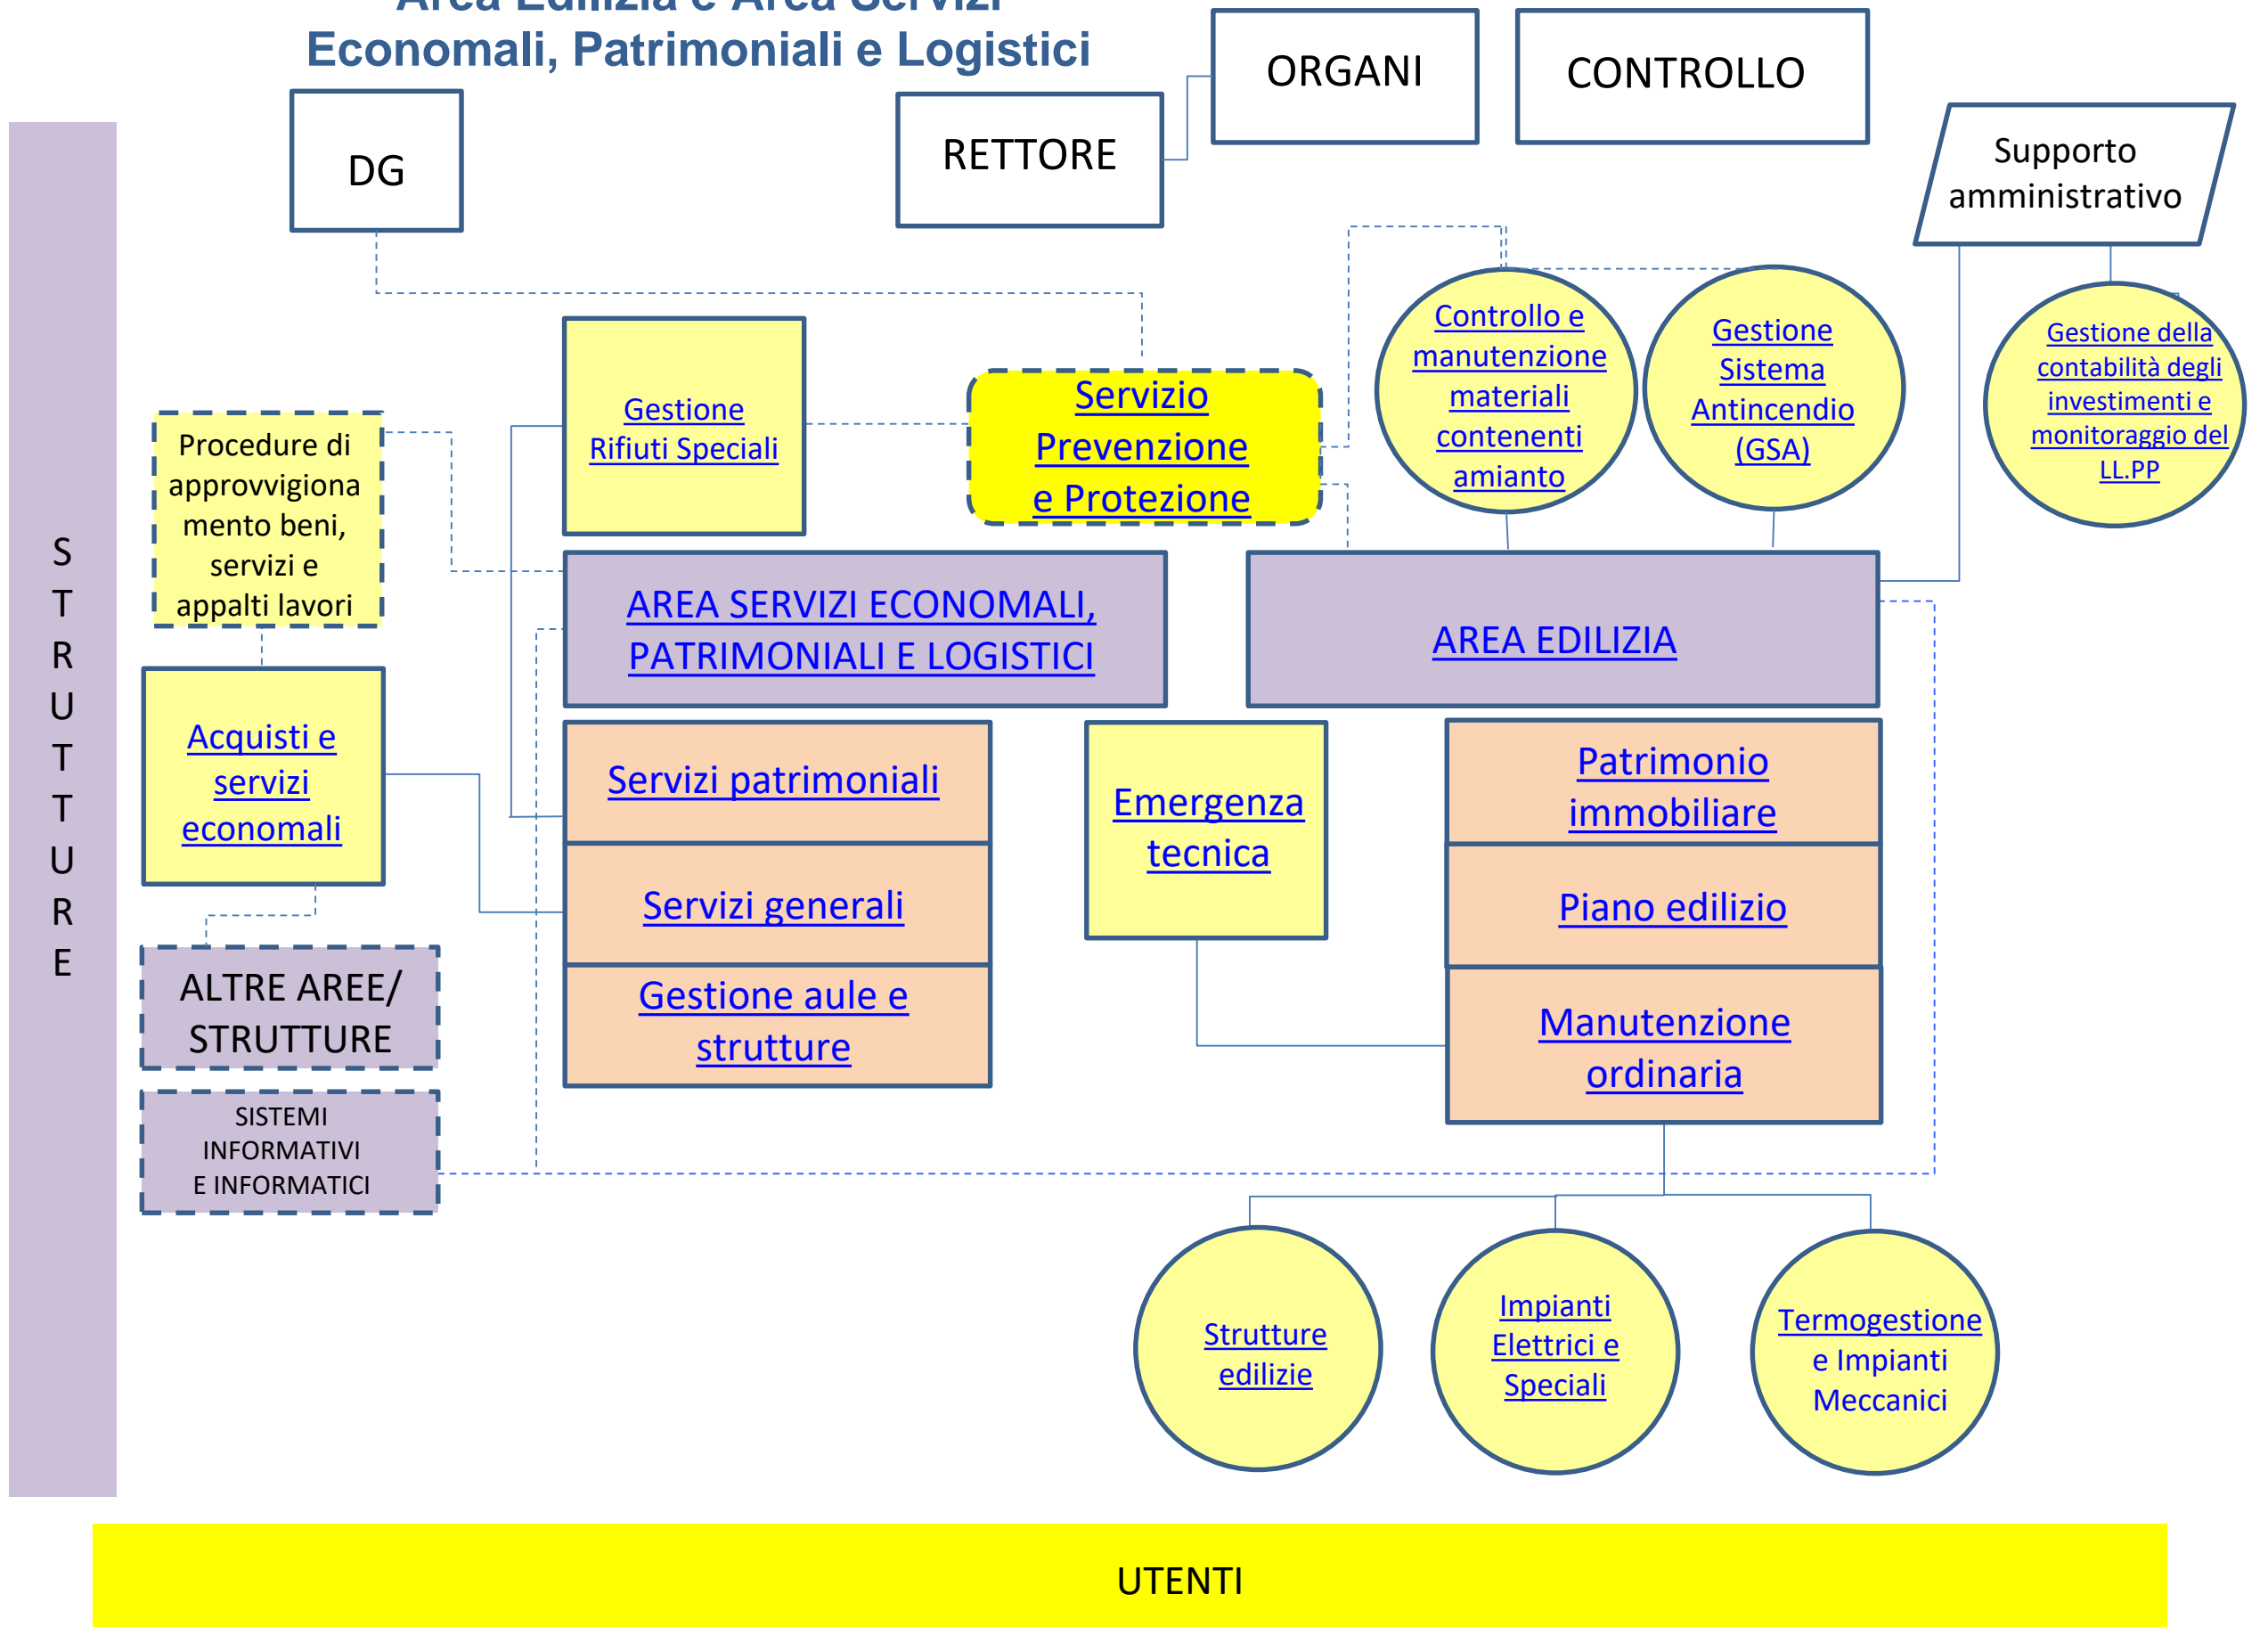 Area Edilizia e Area Servizi
Economali, Patrimoniali e Logistici
ORGANI
CONTROLLO
RETTORE
DG
Supporto
amministrativo
Controllo e
manutenzione
materiali
contenenti
amianto
Gestione
Sistema
Antincendio
(GSA)
Gestione della
contabilità degli
investimenti e
monitoraggio del
LL.PP
Gestione
Rifiuti Speciali
Servizio
Prevenzione
e Protezione
Procedure di
approvvigiona
mento beni,
servizi e
appalti lavori
S
T
R
U
T
T
U
R
E
AREA SERVIZI ECONOMALI,
PATRIMONIALI E LOGISTICI
AREA EDILIZIA
Acquisti e
servizi
economali
Servizi patrimoniali
Servizi generali
Gestione aule e
strutture
Emergenza
tecnica
Patrimonio
immobiliare
Piano edilizio
Manutenzione
ordinaria
ALTRE AREE/
STRUTTURE
SISTEMI
INFORMATIVI
E INFORMATICI
Strutture
edilizie
Impianti
Elettrici e
Speciali
Termogestione
e Impianti
Meccanici
UTENTI